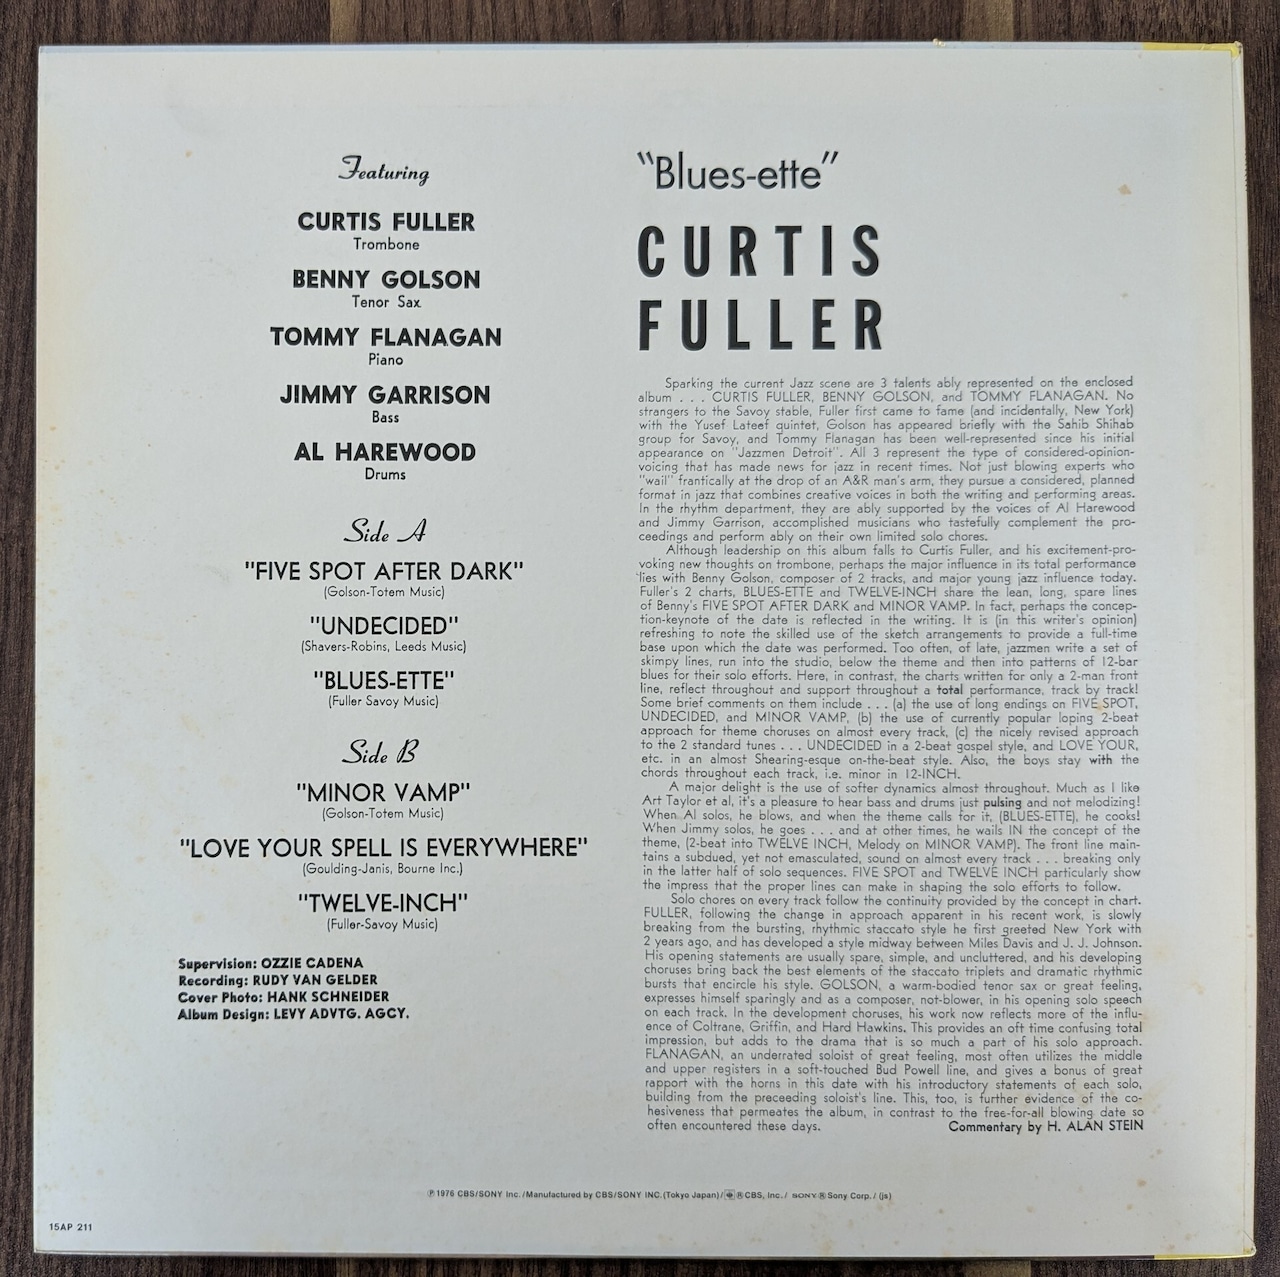 Featuring
CURTIS FULLER
Trombone
BENNY GOLSON
Tenor Sax
TOMMY FLANAGAN
Piano
JIMMY GARRISON
Bass
AL HAREWOOD
Drums
Side A
"FIVE SPOT AFTER DARK"
(Golson-Totem Music)
"UNDECIDED"
(Shavers-Robins, Leeds Music)
"BLUES-ETTE"
(Fuller Savoy Music)
Side B
"MINOR VAMP"
(Golson-Totem Music)
"LOVE YOUR SPELL IS EVERYWHERE"
(Goulding-Janis, Bourne Inc.)
"TWELVE-INCH"
(Fuller-Savoy Music)
Supervision: OZZIE CADENA
Recording: RUDY VAN GELDER
Cover Photo: HANK SCHNEIDER
Album Design: LEVY ADVTG. AGCY.
"Blues-ette"
CURTIS
FULLER
Sparking the current Jazz scene are 3 talents ably represented on the enclosed
album . . . CURTIS FULLER, BENNY GOLSON, and TOMMY FLANAGAN. No
strangers to the Savoy stable, Fuller first came to fame (and incidentally, New York)
with the Yusef Lateef quintet, Golson has appeared briefly with the Sahib Shihab
group for Savoy, and Tommy Flanagan has been well-represented since his initial
appearance on "Jazzmen Detroit". All 3 represent the type of considered-opinion-
voicing that has made news for jazz in recent times. Not just blowing experts who
"wail" frantically at the drop of an A&R man's arm, they pursue a considered, planned
format in jazz that combines creative voices in both the writing and performing areas.
In the rhythm department, they are ably supported by the voices of Al Harewood
and Jimmy Garrison, accomplished musicians who tastefully complement the pro-
ceedings and perform ably on their own limited solo chores.
Although leadership on this album falls to Curtis Fuller, and his excitement-pro-
voking new thoughts on trombone, perhaps the major influence in its total performance
lies with Benny Golson, composer of 2 tracks, and major young jazz influence today.
Fuller's 2 charts, BLUES-ETTE and TWELVE-INCH share the lean, long, spare lines
of Benny's FIVE SPOT AFTER DARK and MINOR VAMP. In fact, perhaps the concep-
tion-keynote of the date is reflected in the writing. It is (in this writer's opinion)
refreshing to note the skilled use of the sketch arrangements to provide a full-time
base upon which the date was performed. Too often, of late, jazzmen write a set of
skimpy lines, run into the studio, below the theme and then into patterns of 12-bar
blues for their solo efforts. Here, in contrast, the charts written for only a 2-man front
line, reflect throughout and support throughout a total performance, track by track!
Some brief comments on them include . . . (a) the use of long endings on FIVE SPOT,
UNDECIDED, and MINOR VAMP, (b) the use of currently popular loping 2-beat
approach for theme choruses on almost every track, (c) the nicely revised approach
to the 2 standard tunes . . . UNDECIDED in a 2-beat gospel style, and LOVE YOUR,
etc. in an almost Shearing-esque on-the-beat style. Also, the boys stay with the
chords throughout each track, i.e. minor in 12-INCH.
A major delight is the use of softer dynamics almost throughout. Much as I like
Art Taylor et al, it's a pleasure to hear bass and drums just pulsing and not melodizing!
When Al solos, he blows, and when the theme calls for it, (BLUES-ETTE), he cooks!
When Jimmy solos, he goes . . . and at other times, he wails IN the concept of the
theme, (2-beat into TWELVE INCH, Melody on MINOR VAMP). The front line main-
tains a subdued, yet not emasculated, sound on almost every track . . . breaking only
in the latter half of solo sequences. FIVE SPOT and TWELVE INCH particularly show
the impress that the proper lines can make in shaping the solo efforts to follow.
Solo chores on every track follow the continuity provided by the concept in chart.
FULLER, following the change in approach apparent in his recent work, is slowly
breaking from the bursting, rhythmic staccato style he first greeted New York with
2 years ago, and has developed a style midway between Miles Davis and J. J. Johnson.
His opening statements are usually spare, simple, and uncluttered, and his developing
choruses bring back the best elements of the staccato triplets and dramatic rhythmic
bursts that encircle his style. GOLSON, a warm-bodied tenor sax or great feeling,
expresses himself sparingly and as a composer, not-blower, in his opening solo speech
on each track. In the development choruses, his work now reflects more of the influ-
ence of Coltrane, Griffin, and Hard Hawkins. This provides an oft time confusing total
impression, but adds to the drama that is so much a part of his solo approach.
FLANAGAN, an underrated soloist of great feeling, most often utilizes the middle
and upper registers in a soft-touched Bud Powell line, and gives a bonus of great
rapport with the horns in this date with his introductory statements of each solo,
building from the preceeding soloist's line. This, too, is further evidence of the co-
hesiveness that permeates the album, in contrast to the free-for-all blowing date so
often encountered these days. Commentary by H. ALAN STEIN
Ⓟ1976 CBS/SONY Inc./Manufactured by CBS/SONY INC.(Tokyo Japan)/®CBS, Inc./ SONY®Sony Corp./(js)
15AP 211